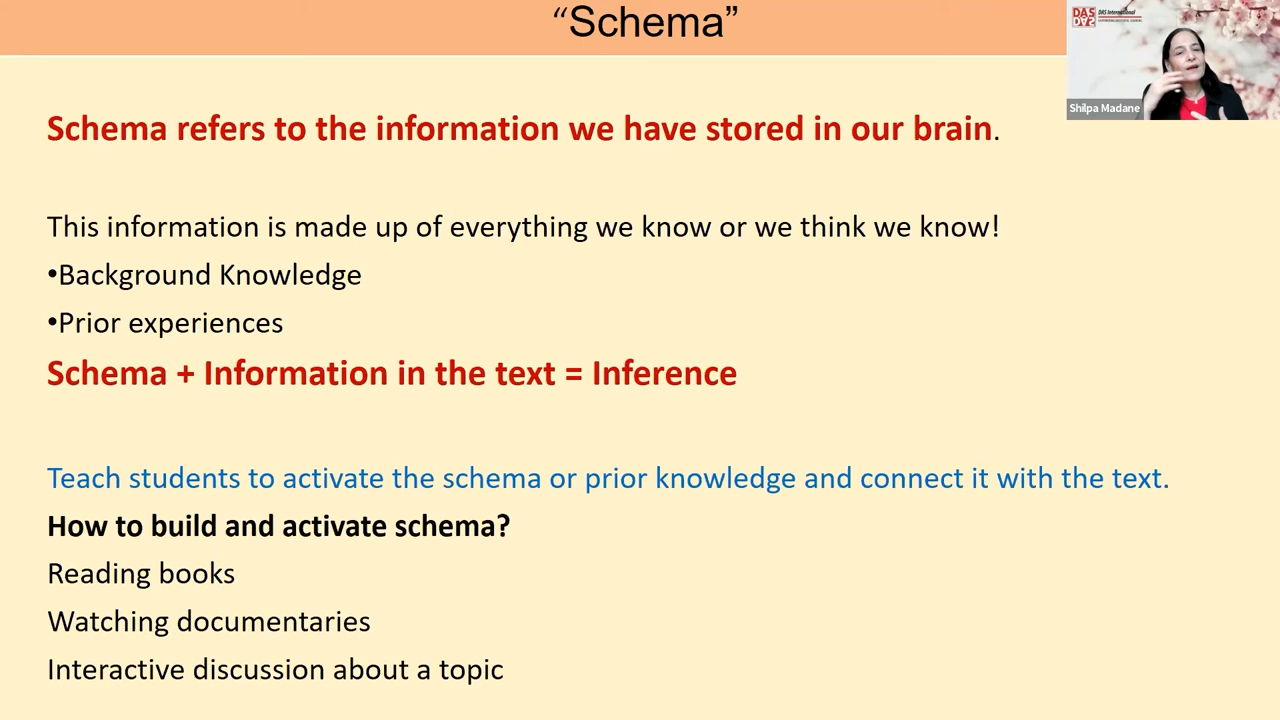 “Schema”
DAS
DAS International
Shilpa Madane
Schema refers to the information we have stored in our brain.
This information is made up of everything we know or we think we know!
•Background Knowledge
•Prior experiences
Schema + Information in the text = Inference
Teach students to activate the schema or prior knowledge and connect it with the text.
How to build and activate schema?
Reading books
Watching documentaries
Interactive discussion about a topic